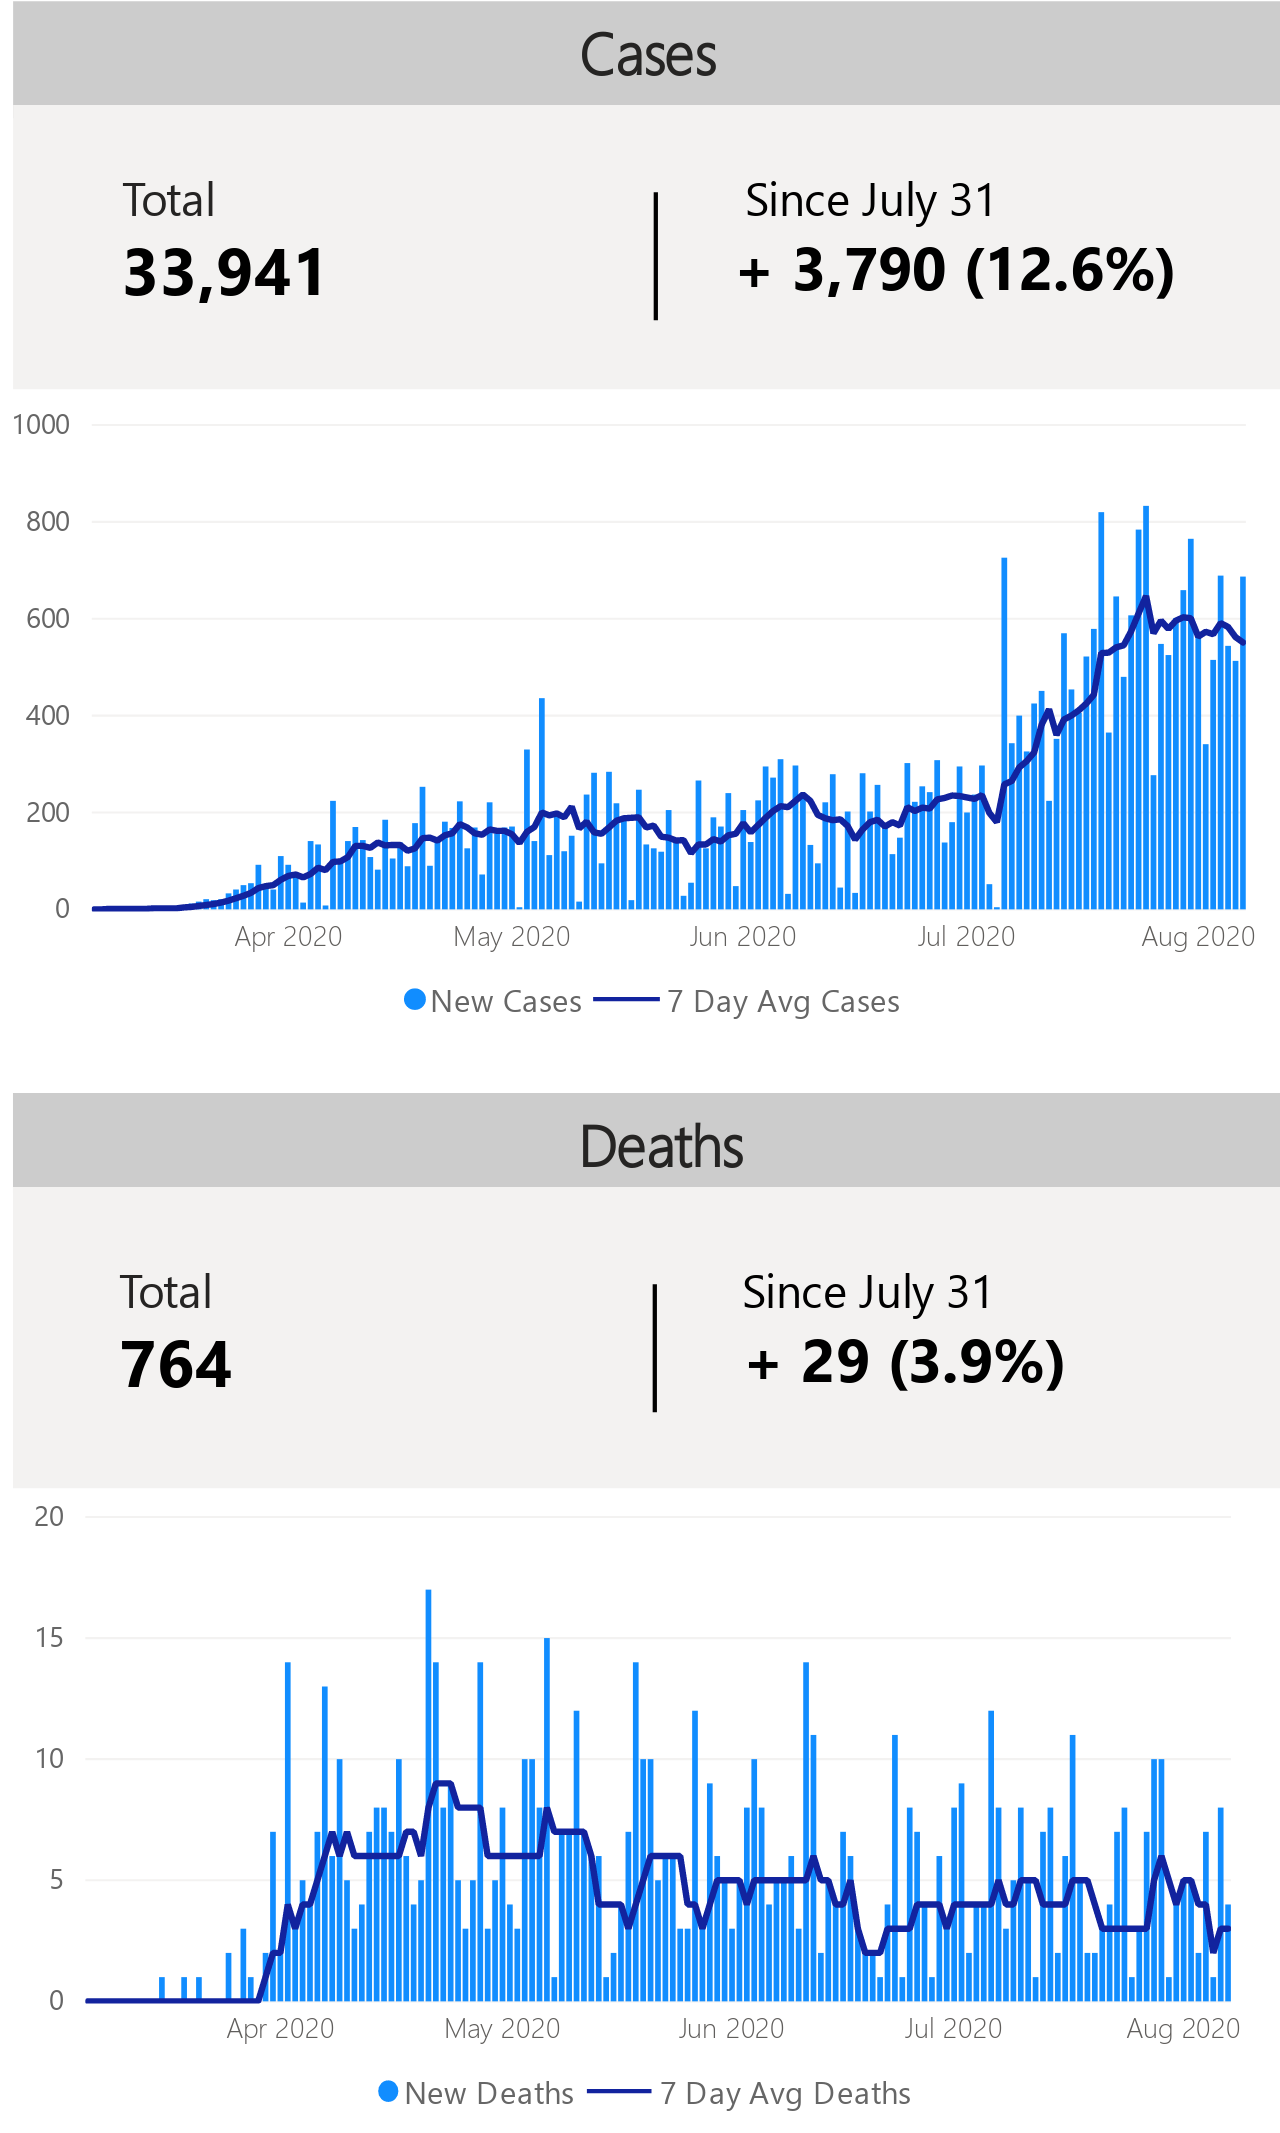 Cases
Total
Since July 31
33,941
+ 3,790 (12.6%)
1000
800
600
400
200
0
Apr 2020
May 2020
Jun 2020
Jul 2020
Aug 2020
New Cases
7 Day Avg Cases
Deaths
Total
Since July 31
764
+ 29 (3.9%)
20
15
10
5
0
Apr 2020
May 2020
Jun 2020
Jul 2020
Aug 2020
New Deaths
7 Day Avg Deaths